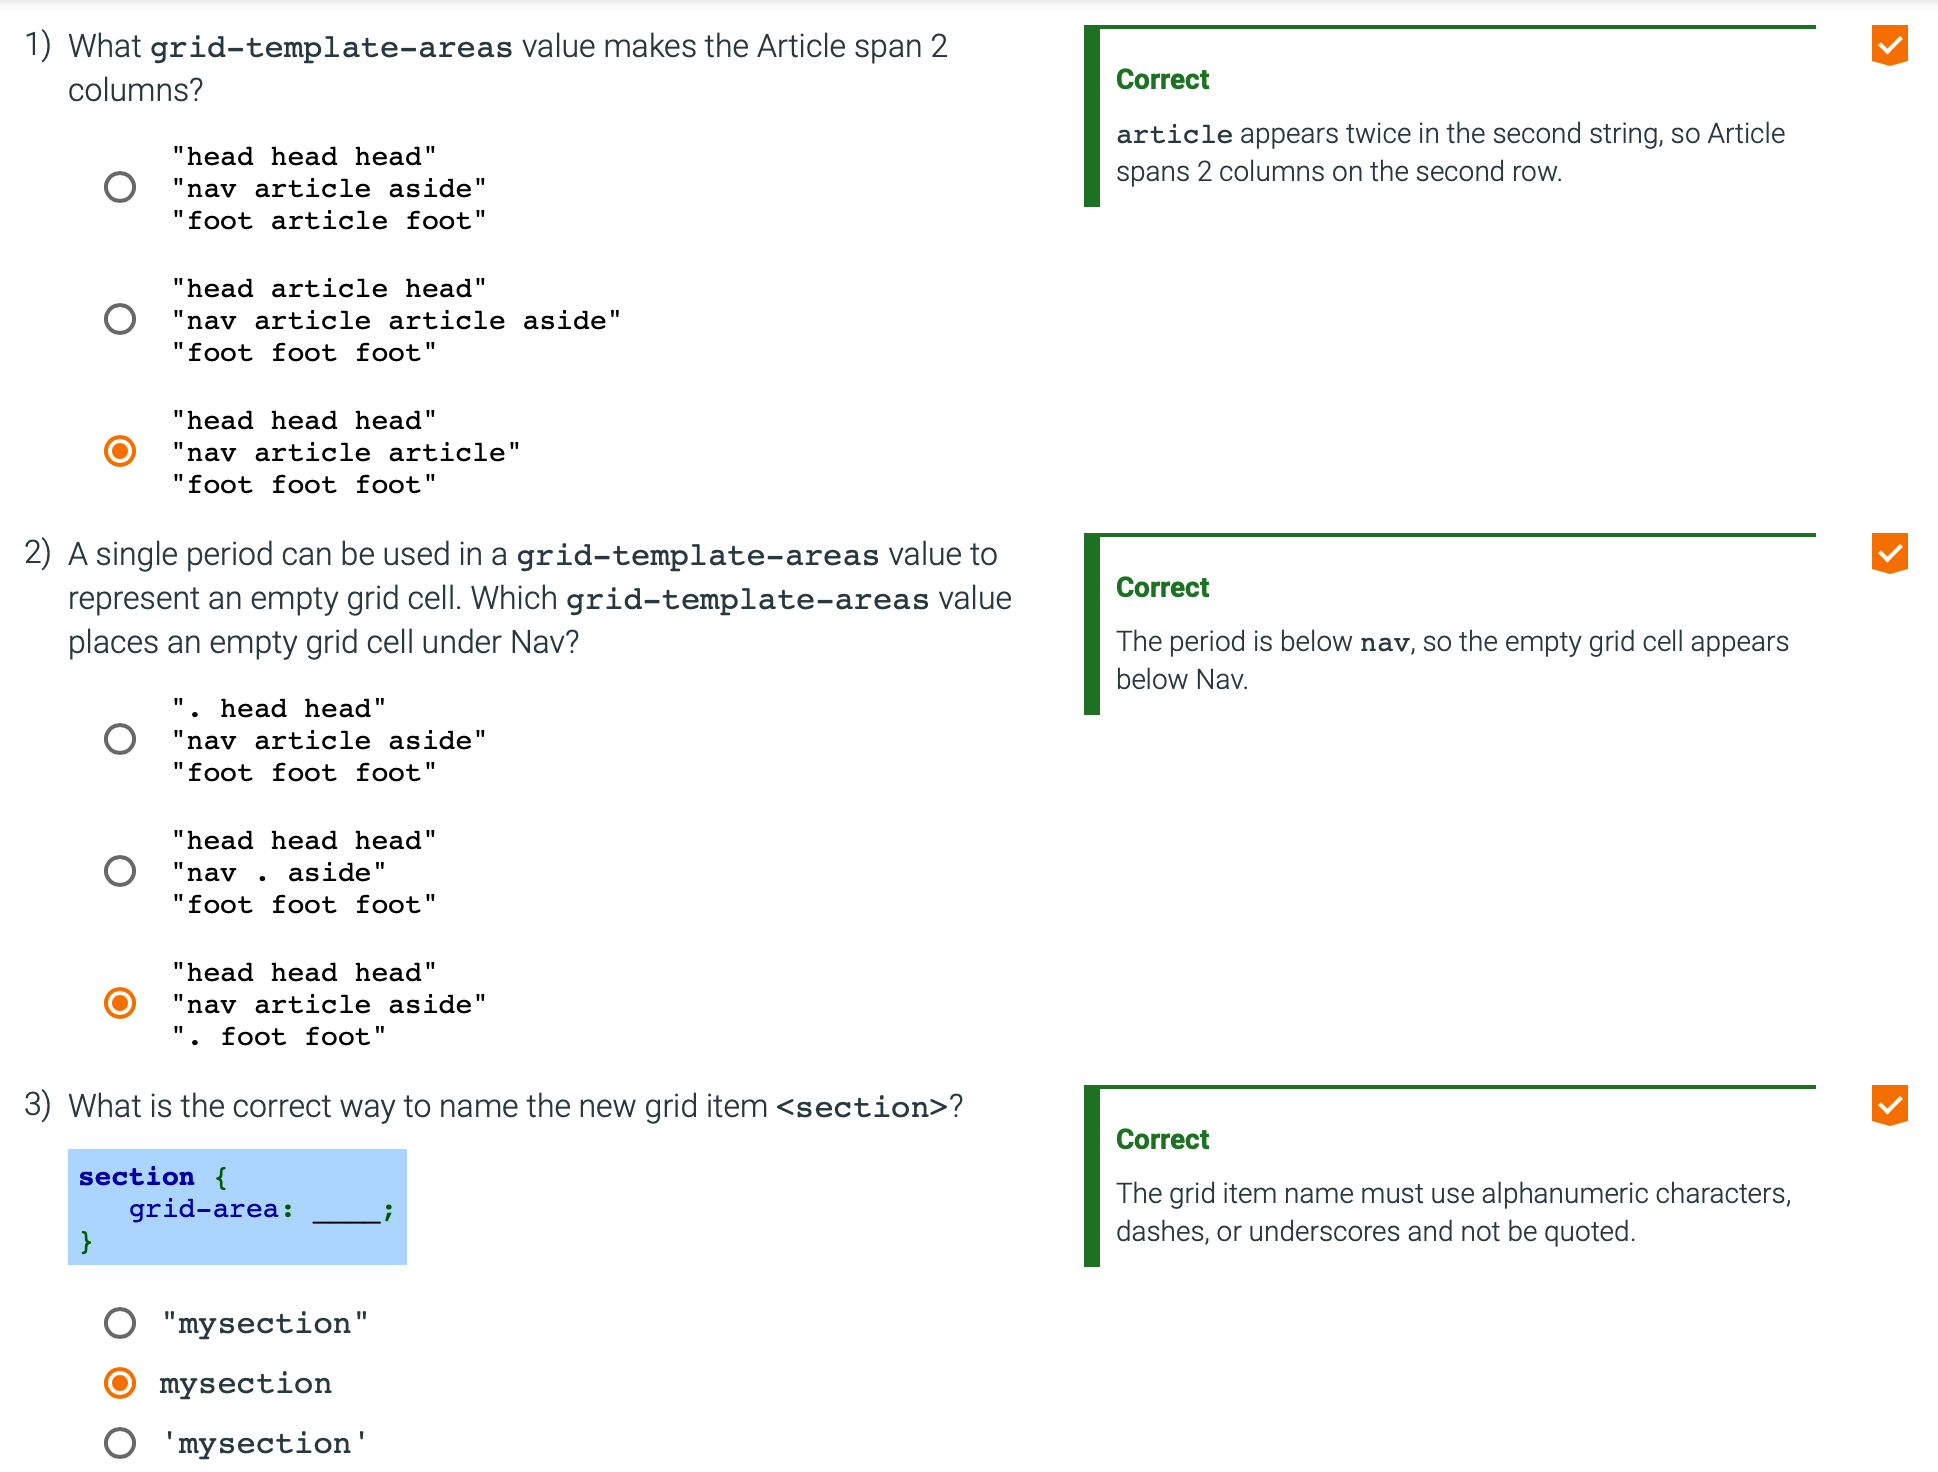 1) What grid-template-areas value makes the Article span 2
columns?
"head head head"
"nav article aside"
"foot article foot"
"head article head"
"nav article article aside"
"foot foot foot"
"head head head"
"nav article article"
"foot foot foot"
Correct
article appears twice in the second string, so Article
spans 2 columns on the second row.
2) A single period can be used in a grid-template-areas value to
represent an empty grid cell. Which grid-template-areas value
places an empty grid cell under Nav?
". head head"
"nav article aside"
"foot foot foot"
"head head head"
"nav . aside"
"foot foot foot"
"head head head"
"nav article aside"
". foot foot"
Correct
The period is below nav, so the empty grid cell appears
below Nav.
3) What is the correct way to name the new grid item <section>?
section {
grid-area: ____;
}
"mysection"
mysection
'mysection'
Correct
The grid item name must use alphanumeric characters,
dashes, or underscores and not be quoted.